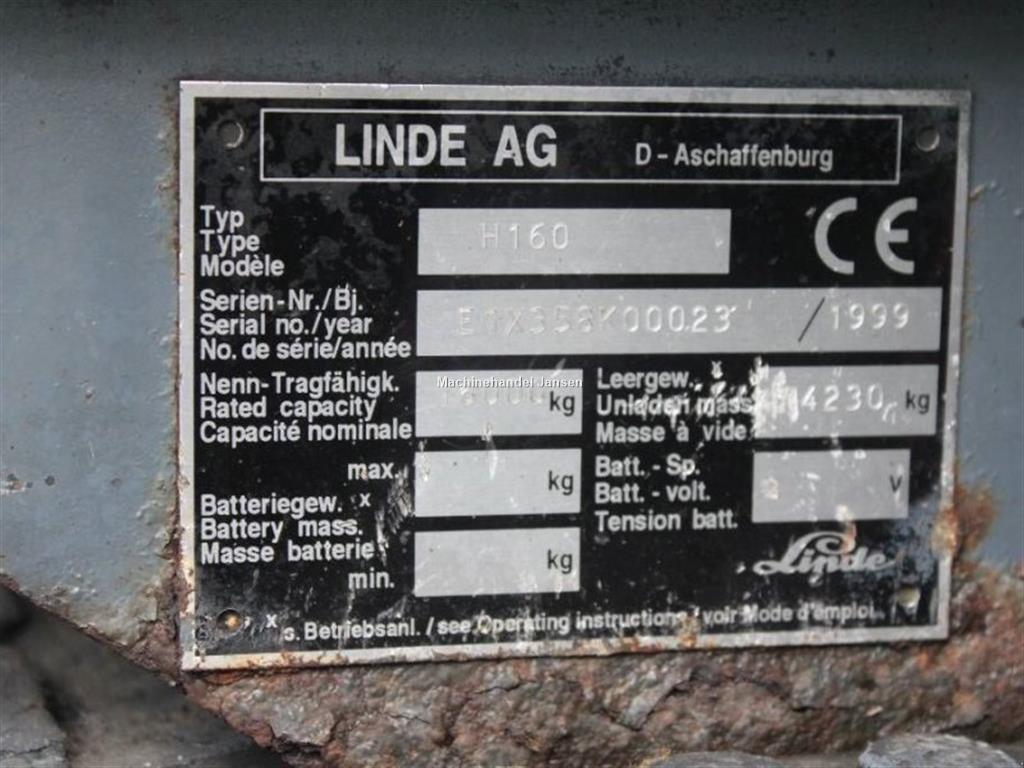 LINDE AG D - Aschaffenburg
Typ
Type H160
Modèle
CE
Serien-Nr./Bj.
Serial no./year / 1999
No. de série/année
Nenn-Tragfähigk.
Rated capacity kg
Capacité nominale
Machinehandel Jansen
Leergew. x
Unladen mass 4230 kg
Masse à vide
max. kg
Batteriegew. x
Battery mass.
Masse batterie
min. kg
Batt. - Sp.
Batt. - volt. V
Tension batt.
Linde
x s. Betriebsanl. / see Operating instructions / voir Mode d'emploi